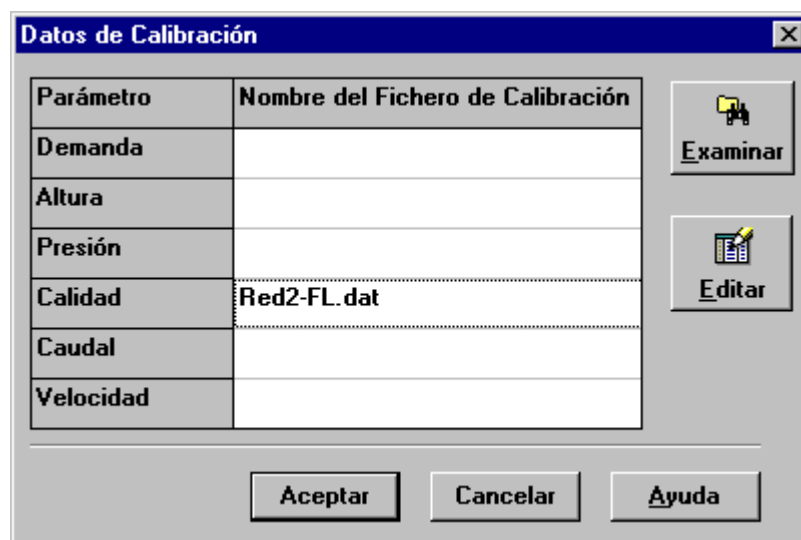 Datos de Calibración
Parámetro Nombre del Fichero de Calibración
Demanda
Altura
Presión
Calidad Red2-FL.dat
Caudal
Velocidad
Examinar
Editar
Aceptar Cancelar Ayuda